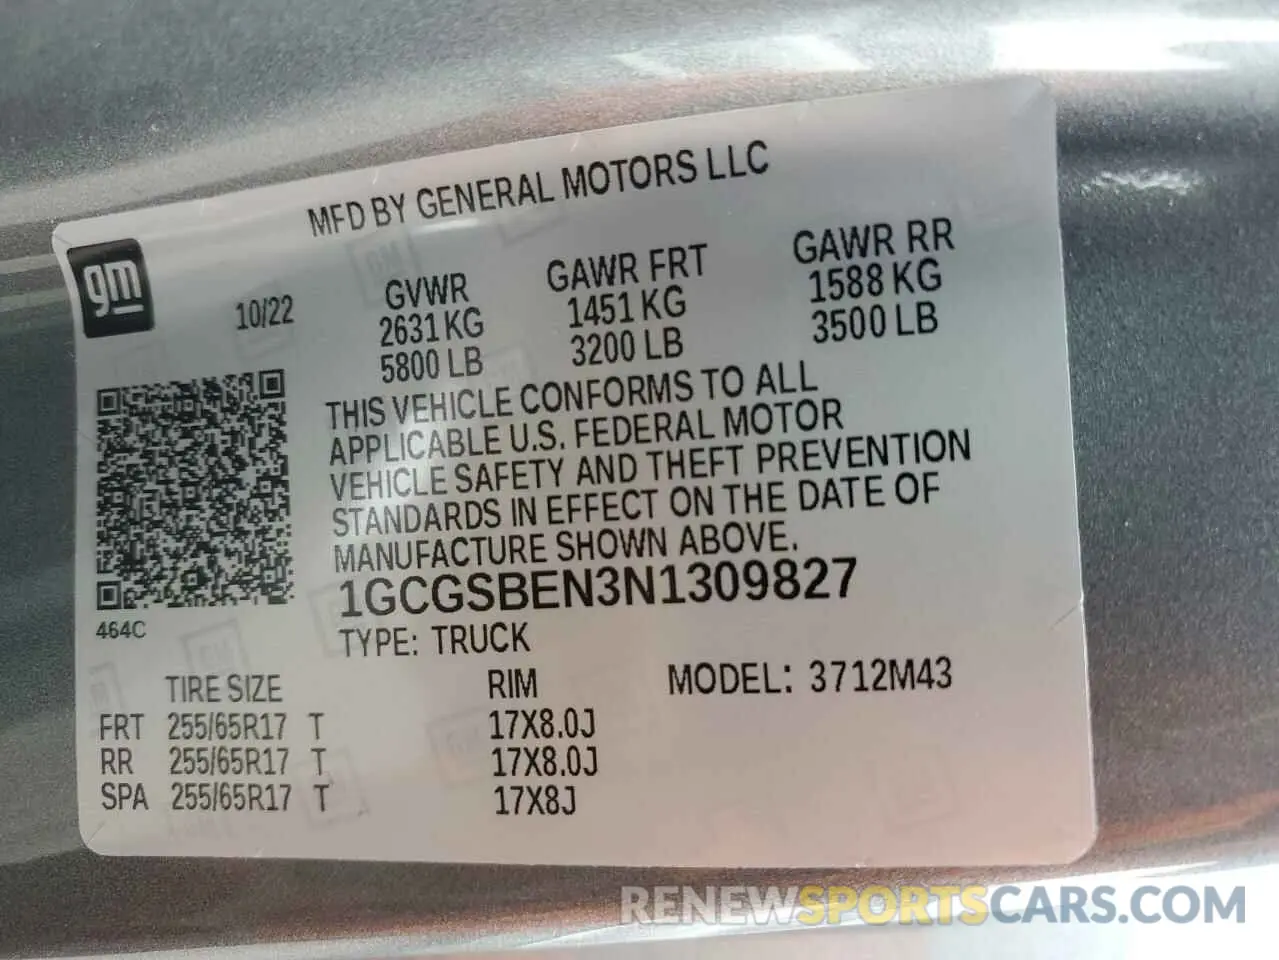 MFD BY GENERAL MOTORS LLC
gm
10/22
GVWR GAWR FRT GAWR RR
2631 KG 1451 KG 1588 KG
5800 LB 3200 LB 3500 LB
THIS VEHICLE CONFORMS TO ALL
APPLICABLE U.S. FEDERAL MOTOR
VEHICLE SAFETY AND THEFT PREVENTION
STANDARDS IN EFFECT ON THE DATE OF
MANUFACTURE SHOWN ABOVE.
1GCGSBEN3N1309827
464C
TYPE: TRUCK
TIRE SIZE RIM MODEL: 3712M43
FRT 255/65R17 T 17X8.0J
RR 255/65R17 T 17X8.0J
SPA 255/65R17 T 17X8J
RENEWSPORTSCARS.COM